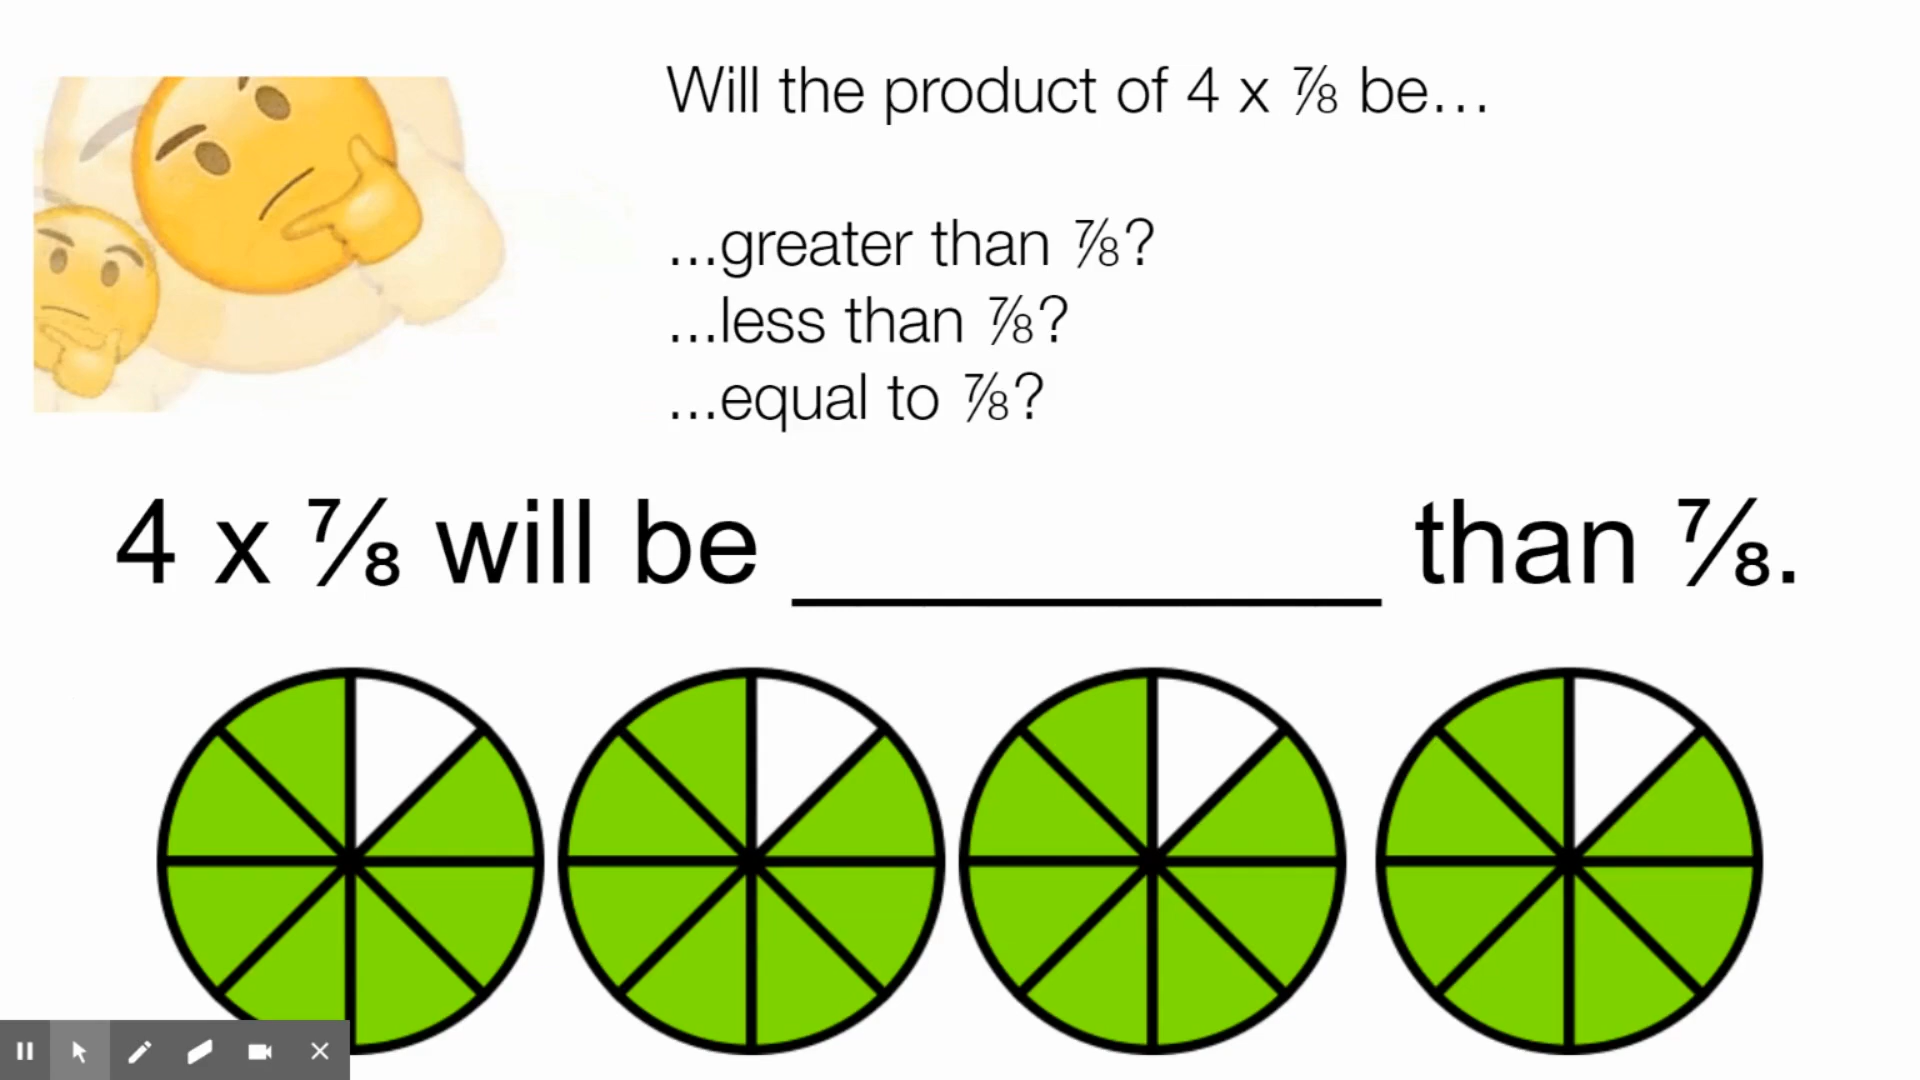 Will the product of 4 x ⅞ be...
...greater than ⅞?
...less than ⅞?
...equal to ⅞?
4 x ⅞ will be __________ than ⅞.